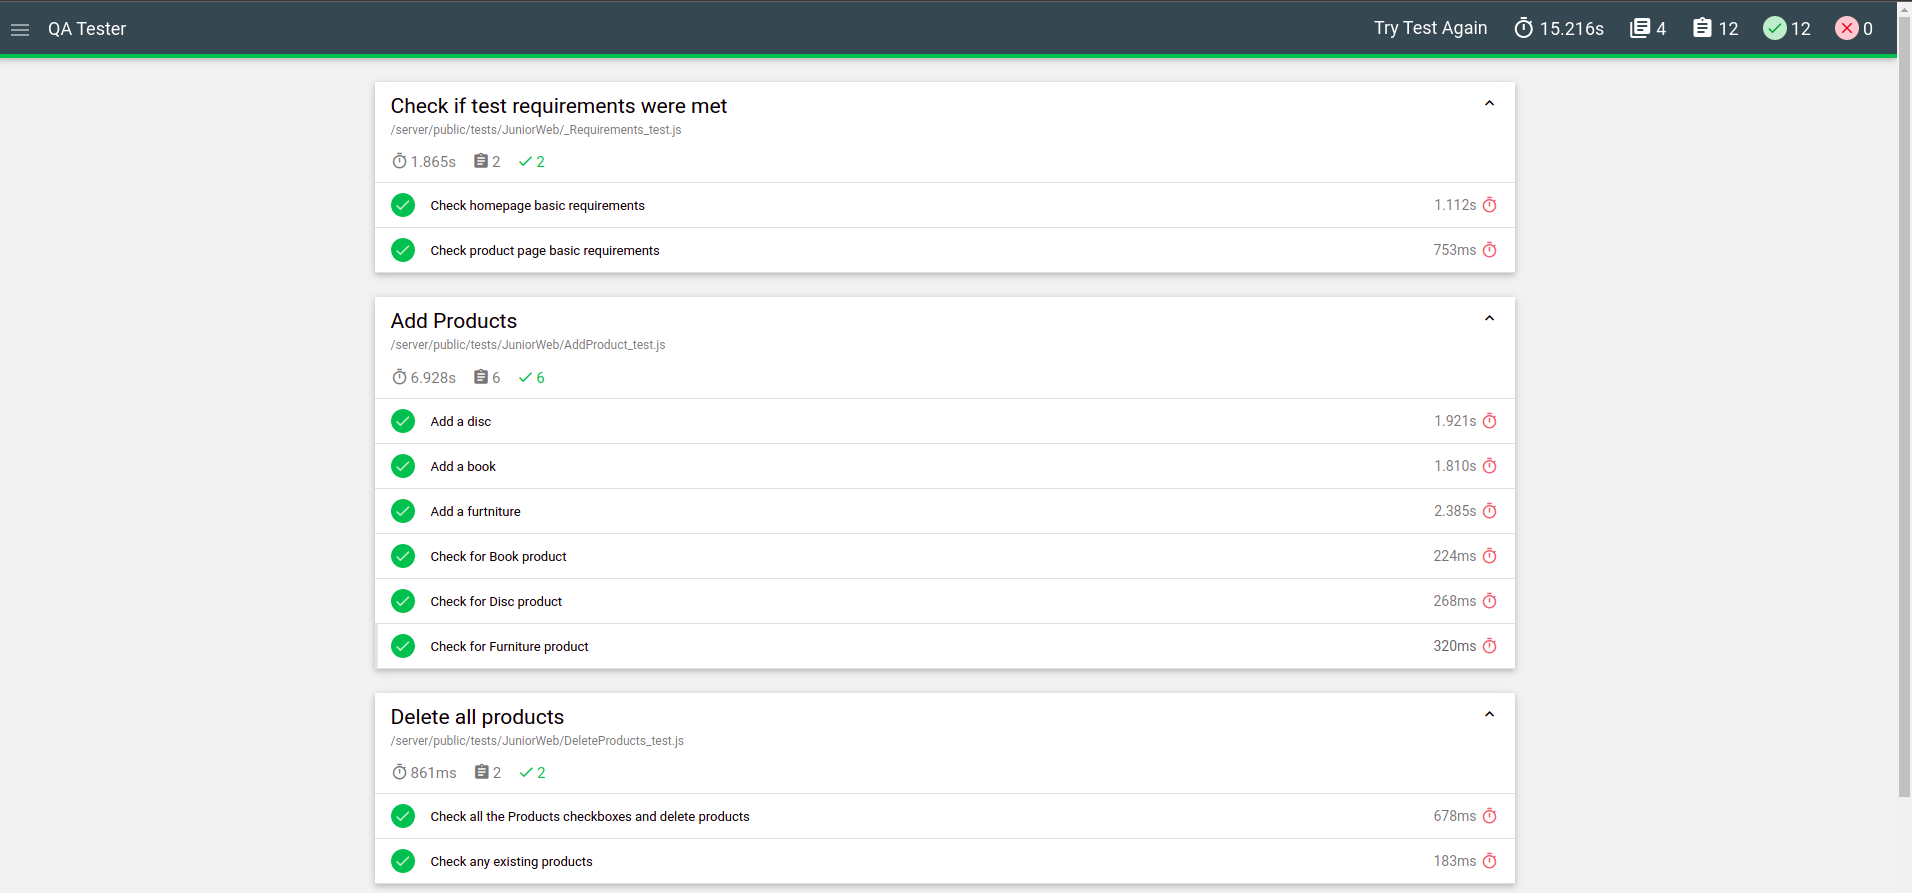 QA Tester
Try Test Again 15.216s 4 12 12 0
Check if test requirements were met
/server/public/tests/JuniorWeb/_Requirements_test.js
1.865s 2 2
Check homepage basic requirements 1.112s
Check product page basic requirements 753ms
Add Products
/server/public/tests/JuniorWeb/AddProduct_test.js
6.928s 6 6
Add a disc 1.921s
Add a book 1.810s
Add a furtniture 2.385s
Check for Book product 224ms
Check for Disc product 268ms
Check for Furniture product 320ms
Delete all products
/server/public/tests/JuniorWeb/DeleteProducts_test.js
861ms 2 2
Check all the Products checkboxes and delete products 678ms
Check any existing products 183ms